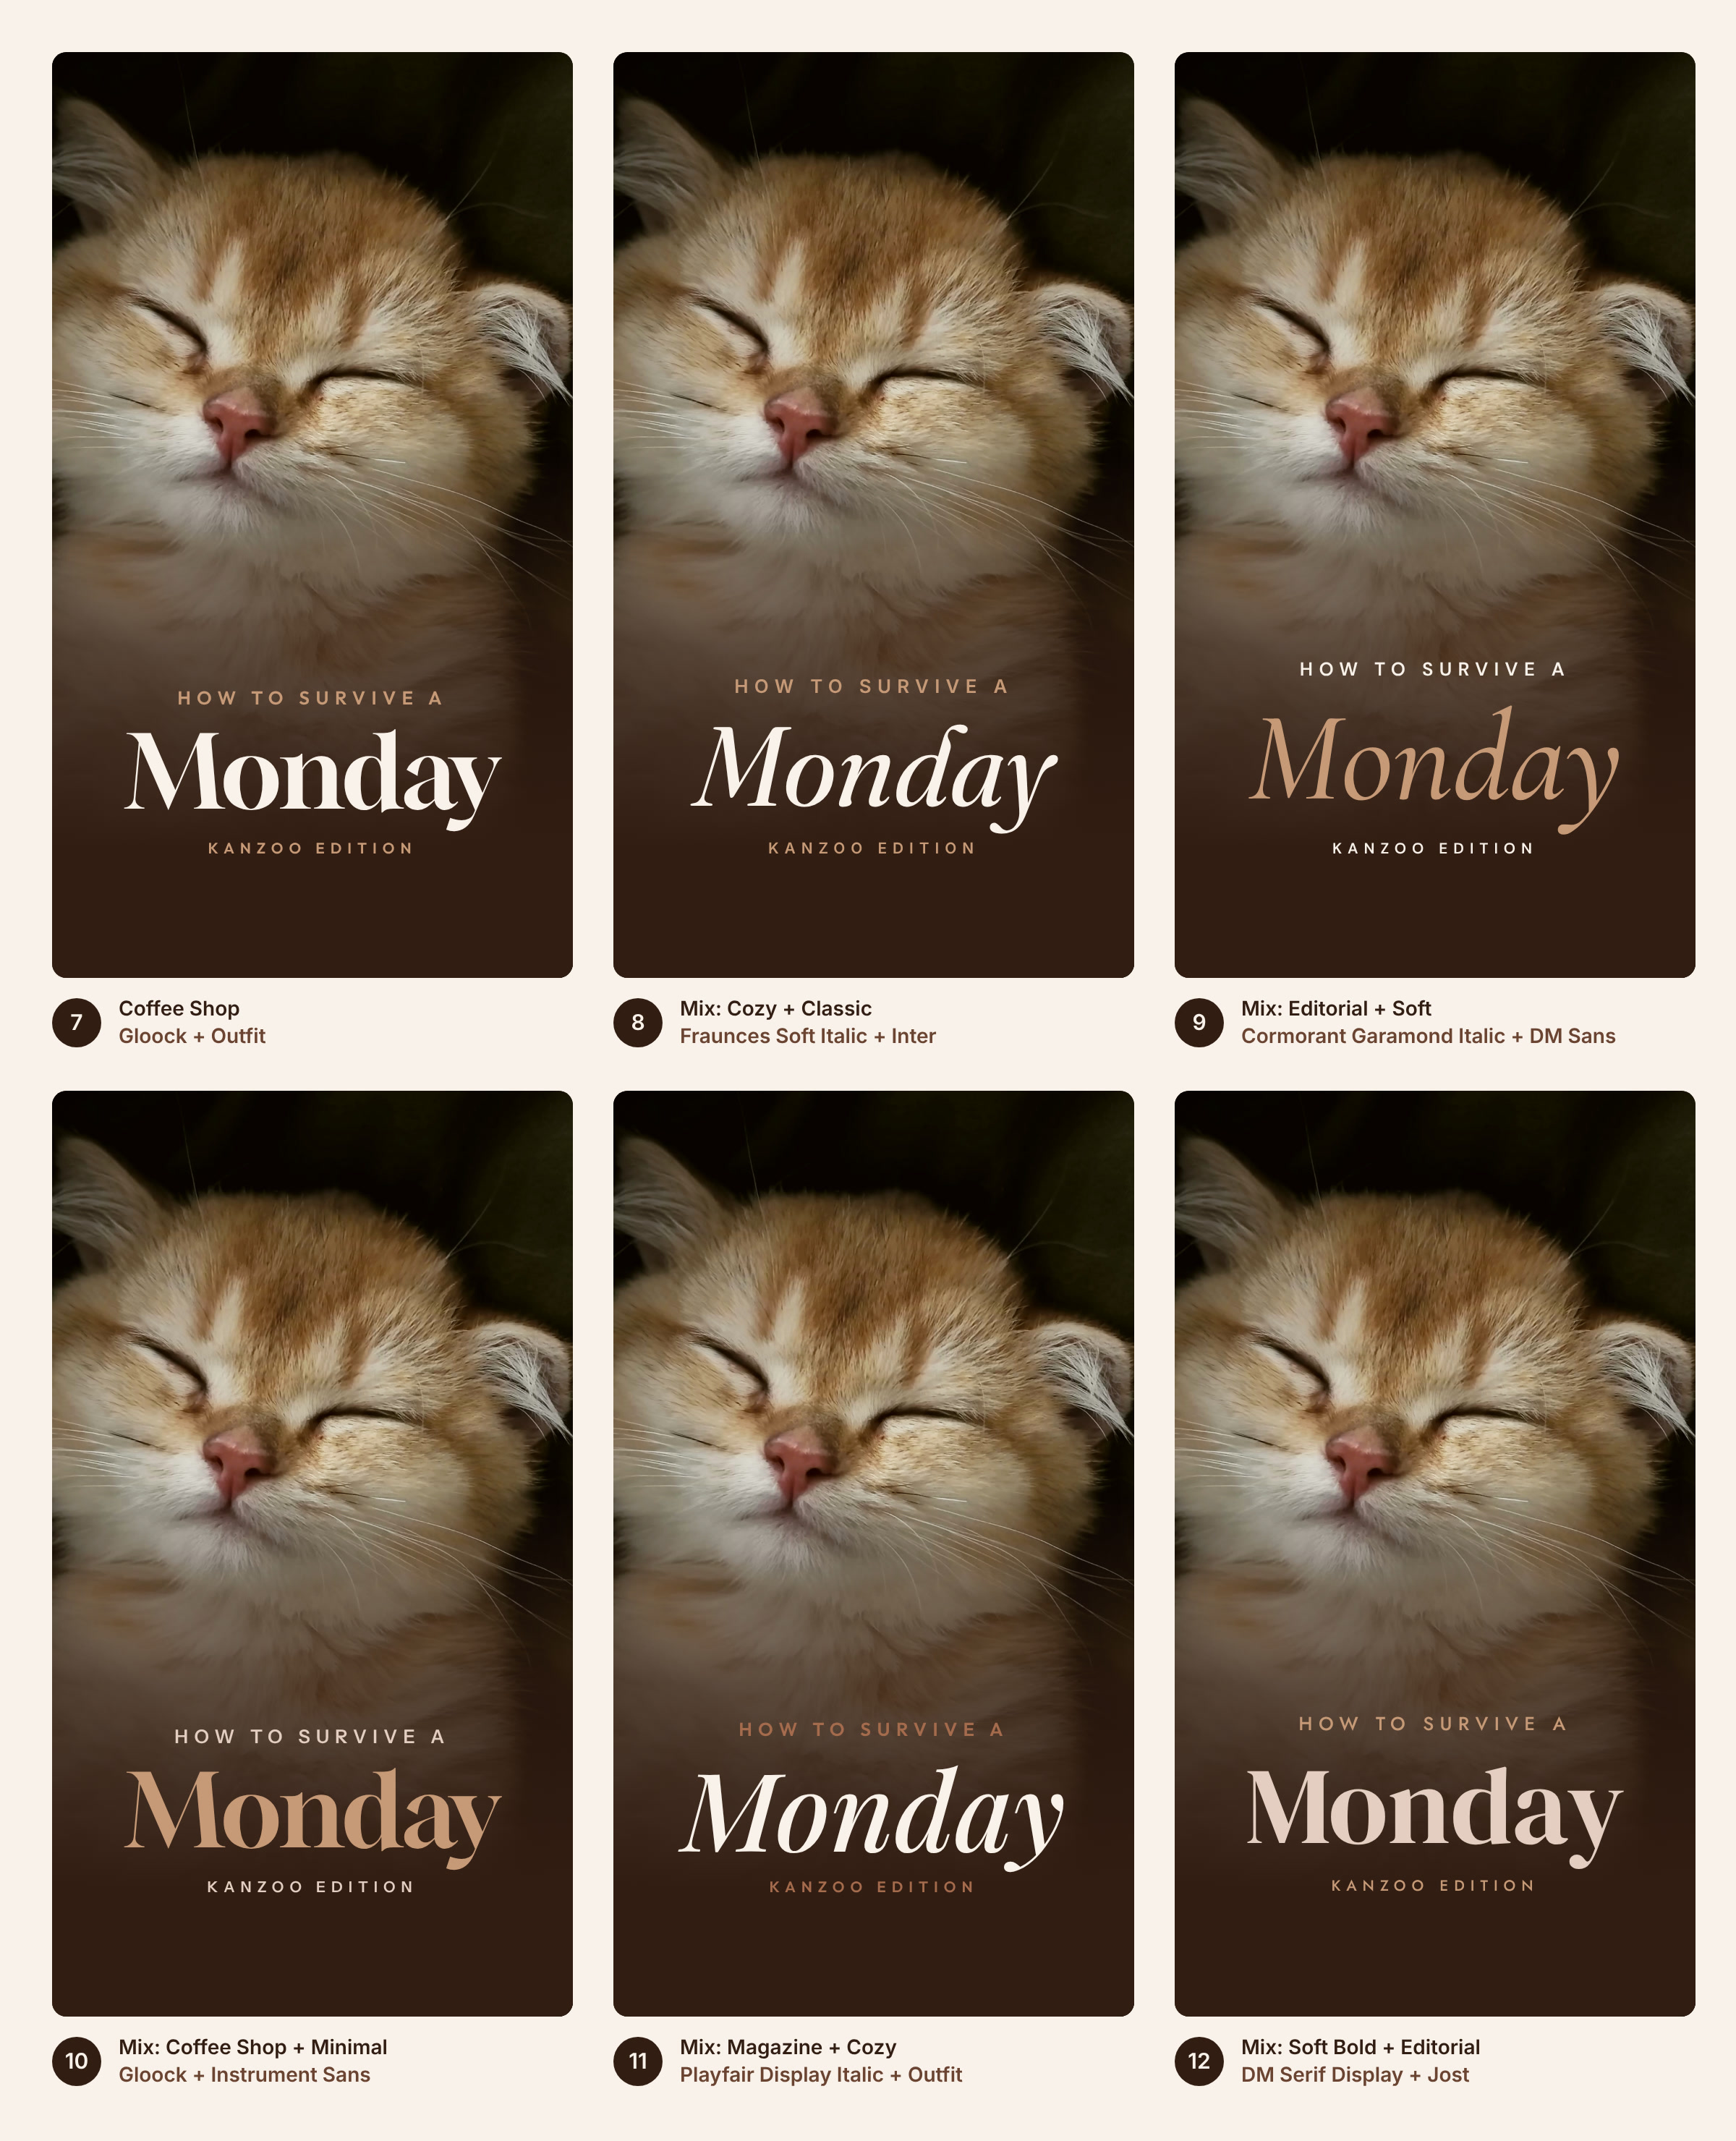 HOW TO SURVIVE A
Monday
KANZOO EDITION
7
Coffee Shop
Gloock + Outfit
HOW TO SURVIVE A
Monday
KANZOO EDITION
8
Mix: Cozy + Classic
Fraunces Soft Italic + Inter
HOW TO SURVIVE A
Monday
KANZOO EDITION
9
Mix: Editorial + Soft
Cormorant Garamond Italic + DM Sans
HOW TO SURVIVE A
Monday
KANZOO EDITION
10
Mix: Coffee Shop + Minimal
Gloock + Instrument Sans
HOW TO SURVIVE A
Monday
KANZOO EDITION
11
Mix: Magazine + Cozy
Playfair Display Italic + Outfit
HOW TO SURVIVE A
Monday
KANZOO EDITION
12
Mix: Soft Bold + Editorial
DM Serif Display + Jost